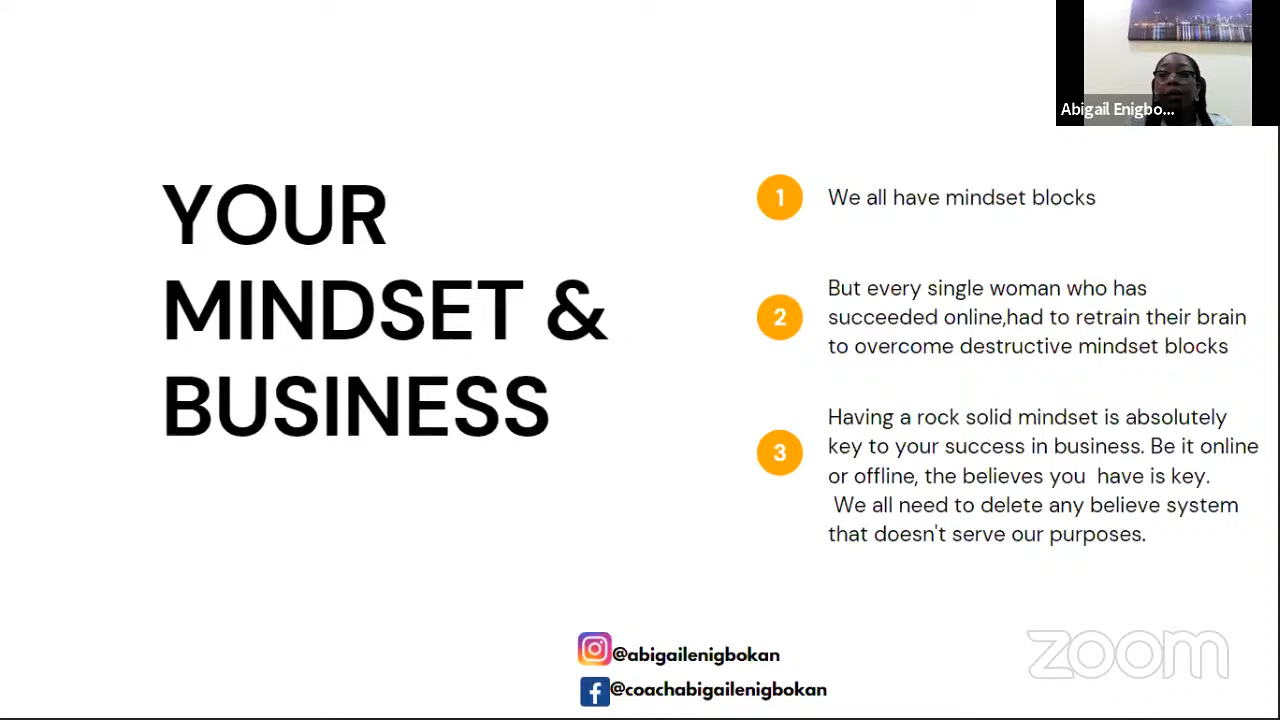 Abigail Enigbo...
YOUR
MINDSET &
BUSINESS
1
We all have mindset blocks
2
But every single woman who has
succeeded online,had to retrain their brain
to overcome destructive mindset blocks
3
Having a rock solid mindset is absolutely
key to your success in business. Be it online
or offline, the believes you have is key.
We all need to delete any believe system
that doesn't serve our purposes.
@abigailenigbokan
@coachabigailenigbokan
zoom